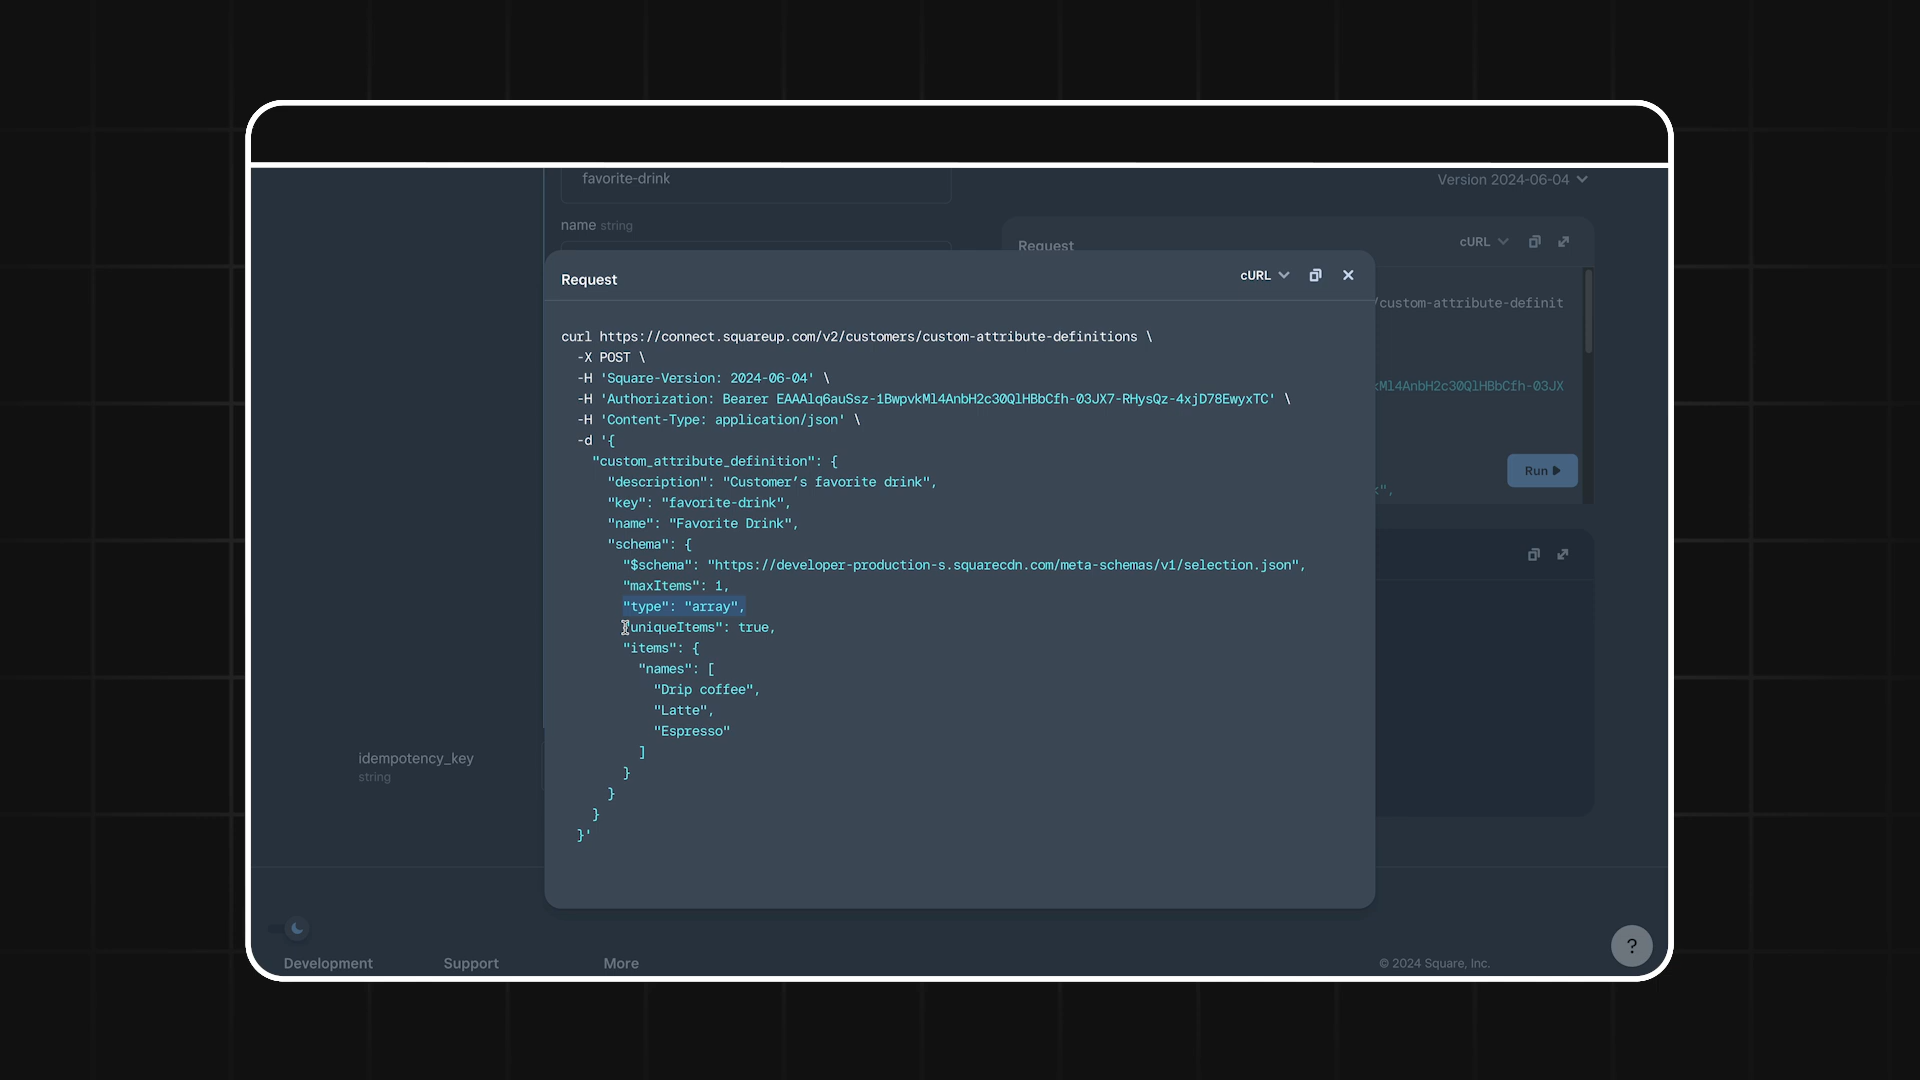 favorite-drink
Version 2024-06-04
name string
Request
cURL
Request
cURL
/custom-attribute-definit
curl https://connect.squareup.com/v2/customers/custom-attribute-definitions \
-X POST \
-H 'Square-Version: 2024-06-04' \
-H 'Authorization: Bearer EAAAlq6auSsz-1BwpvkMl4AnbH2c30QlHBbCfh-03JX7-RHysQz-4xjD78EwyxTC' \
kMl4AnbH2c30QlHBbCfh-03JX
-H 'Content-Type: application/json' \
-d '{
"custom_attribute_definition": {
Run
"description": "Customer’s favorite drink",
k",
"key": "favorite-drink",
"name": "Favorite Drink",
"schema": {
"$schema": "https://developer-production-s.squarecdn.com/meta-schemas/v1/selection.json",
"maxItems": 1,
"type": "array",
"uniqueItems": true,
"items": {
"names": [
"Drip coffee",
"Latte",
"Espresso"
]
}
}
}
}'
idempotency_key
string
?
Development
Support
More
© 2024 Square, Inc.